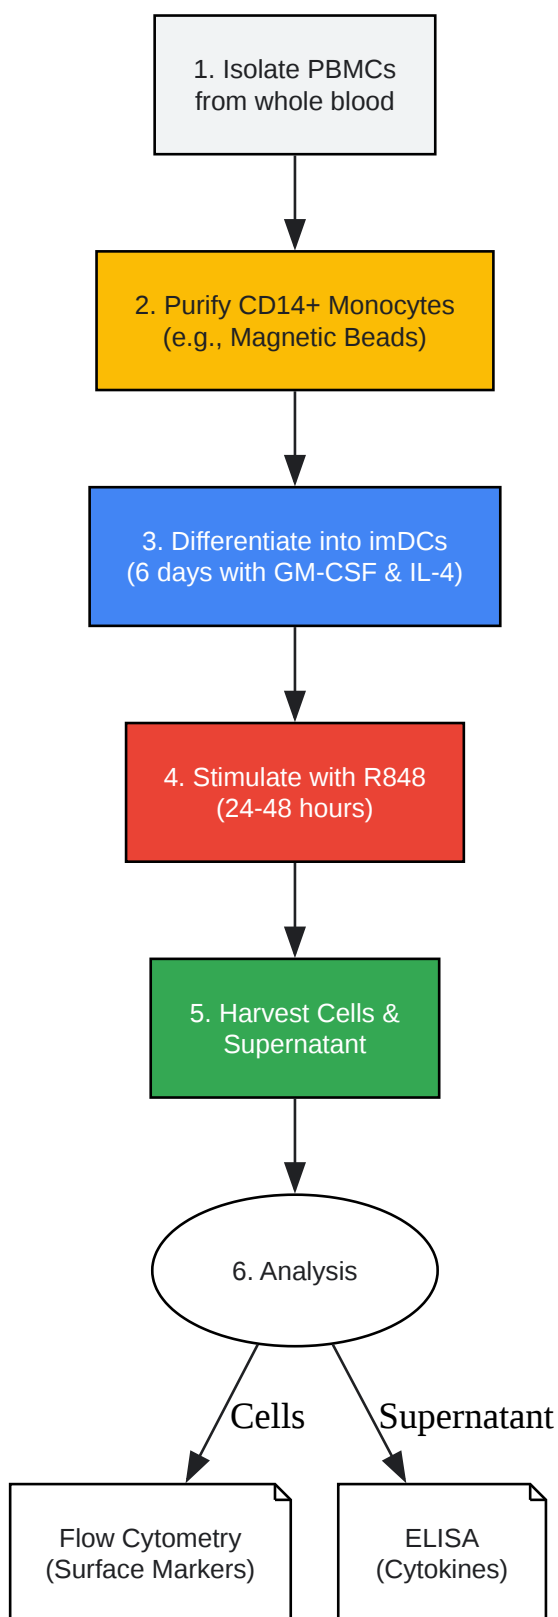 1. Isolate PBMCs
from whole blood
2. Purify CD14+ Monocytes
(e.g., Magnetic Beads)
3. Differentiate into imDCs
(6 days with GM-CSF & IL-4)
4. Stimulate with R848
(24-48 hours)
5. Harvest Cells &
Supernatant
6. Analysis
Cells
Supernatant
Flow Cytometry
(Surface Markers)
ELISA
(Cytokines)